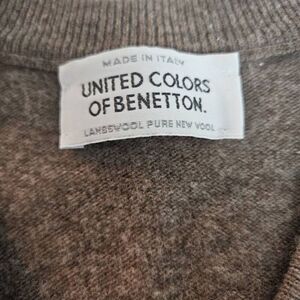 MADE IN ITALY
UNITED COLORS
OF BENETTON.
LAMBSWOOL PURE NEW WOOL